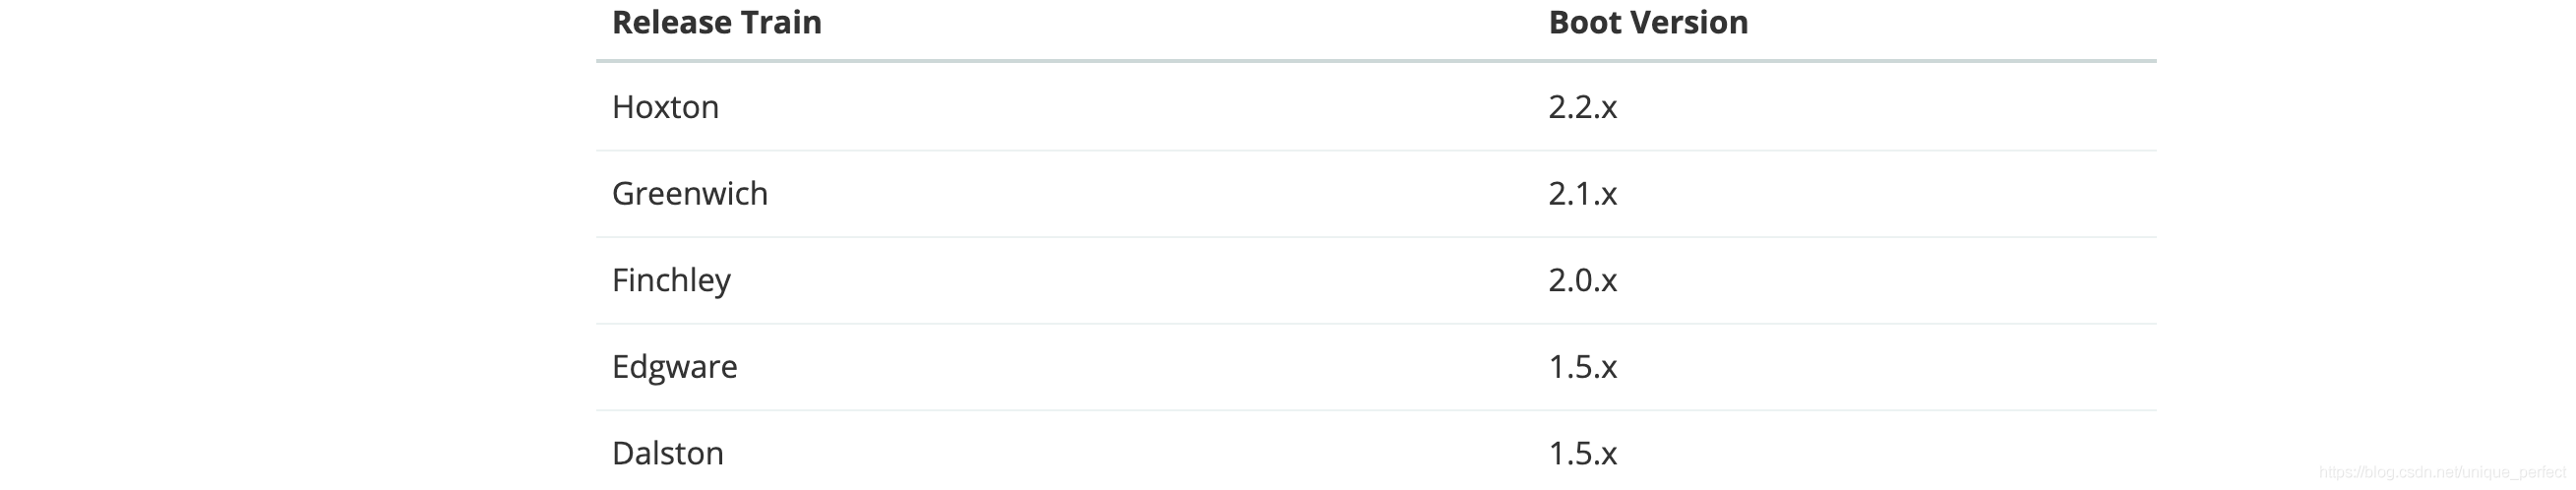 Release Train Boot Version
Hoxton 2.2.x
Greenwich 2.1.x
Finchley 2.0.x
Edgware 1.5.x
Dalston 1.5.x
https://blog.csdn.net/unique_perfect